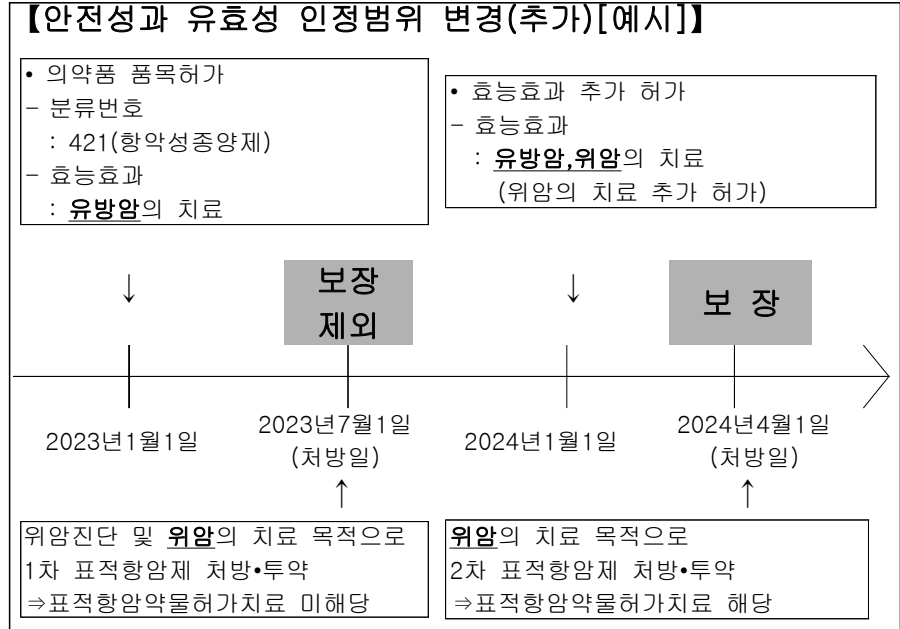 【안전성과 유효성 인정범위 변경(추가)[예시]】
• 의약품 품목허가
- 분류번호
: 421(항악성종양제)
- 효능효과
: 유방암의 치료
• 효능효과 추가 허가
- 효능효과
: 유방암,위암의 치료
(위암의 치료 추가 허가)
↓
보장
제외
↓
보 장
2023년1월1일
2023년7월1일
(처방일)
2024년1월1일
2024년4월1일
(처방일)
↑
↑
위암진단 및 위암의 치료 목적으로
1차 표적항암제 처방•투약
⇒표적항암약물허가치료 미해당
위암의 치료 목적으로
2차 표적항암제 처방•투약
⇒표적항암약물허가치료 해당